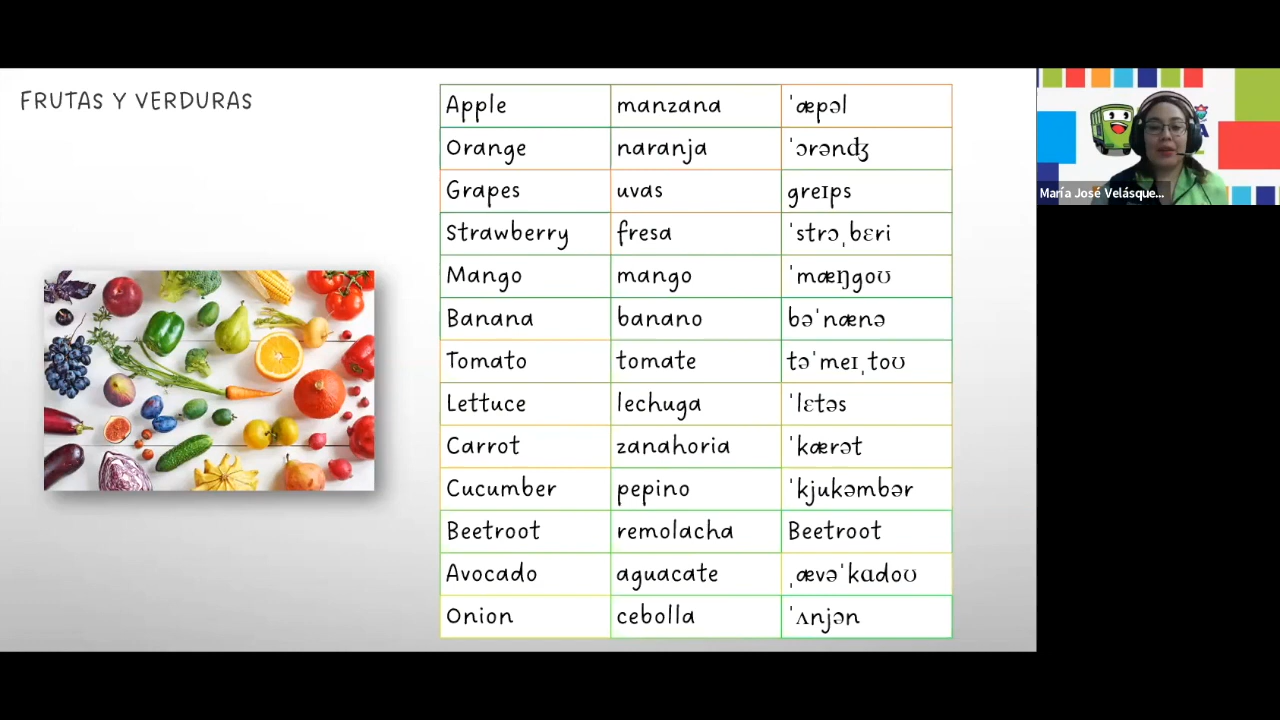 FRUTAS Y VERDURAS
Apple manzana ˈæpəl
Orange naranja ˈɔrənʤ
Grapes uvas greɪps
Strawberry fresa ˈstrɔˌbɛri
Mango mango ˈmæŋgoʊ
Banana banano bəˈnænə
Tomato tomate təˈmeɪˌtoʊ
Lettuce lechuga ˈlɛtəs
Carrot zanahoria ˈkærət
Cucumber pepino ˈkjukəmbər
Beetroot remolacha Beetroot
Avocado aguacate ˌævəˈkɑdoʊ
Onion cebolla ˈʌnjən
María José Velásque...